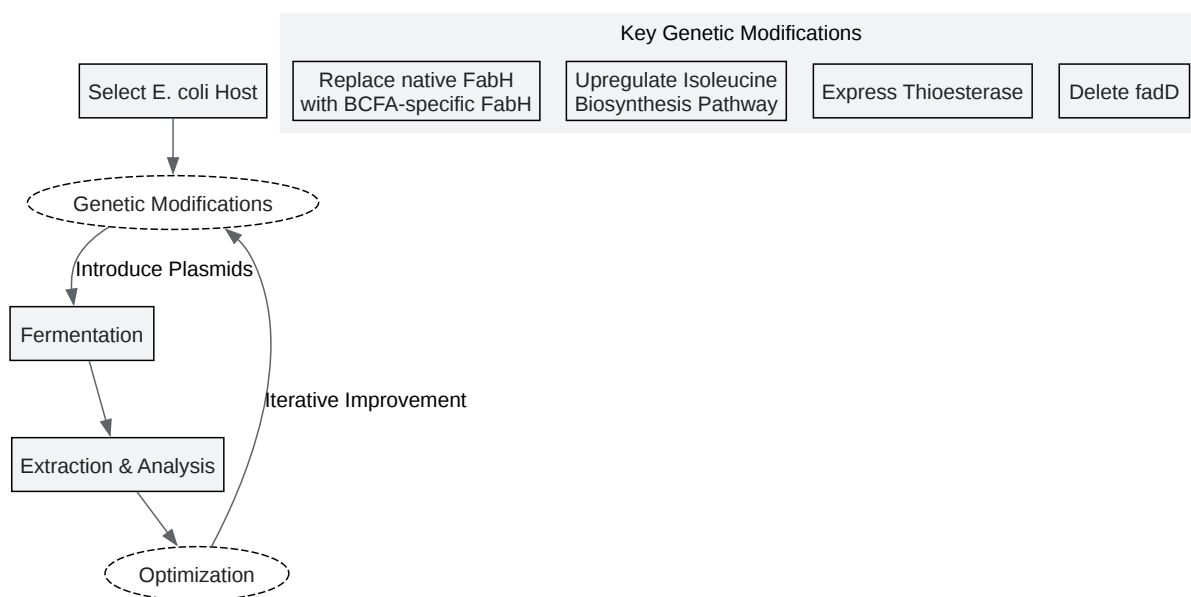 Key Genetic Modifications
Select E. coli Host
Replace native FabH
with BCFA-specific FabH
Upregulate Isoleucine
Biosynthesis Pathway
Express Thioesterase
Delete fadD
Genetic Modifications
Introduce Plasmids
Fermentation
Iterative Improvement
Extraction & Analysis
Optimization